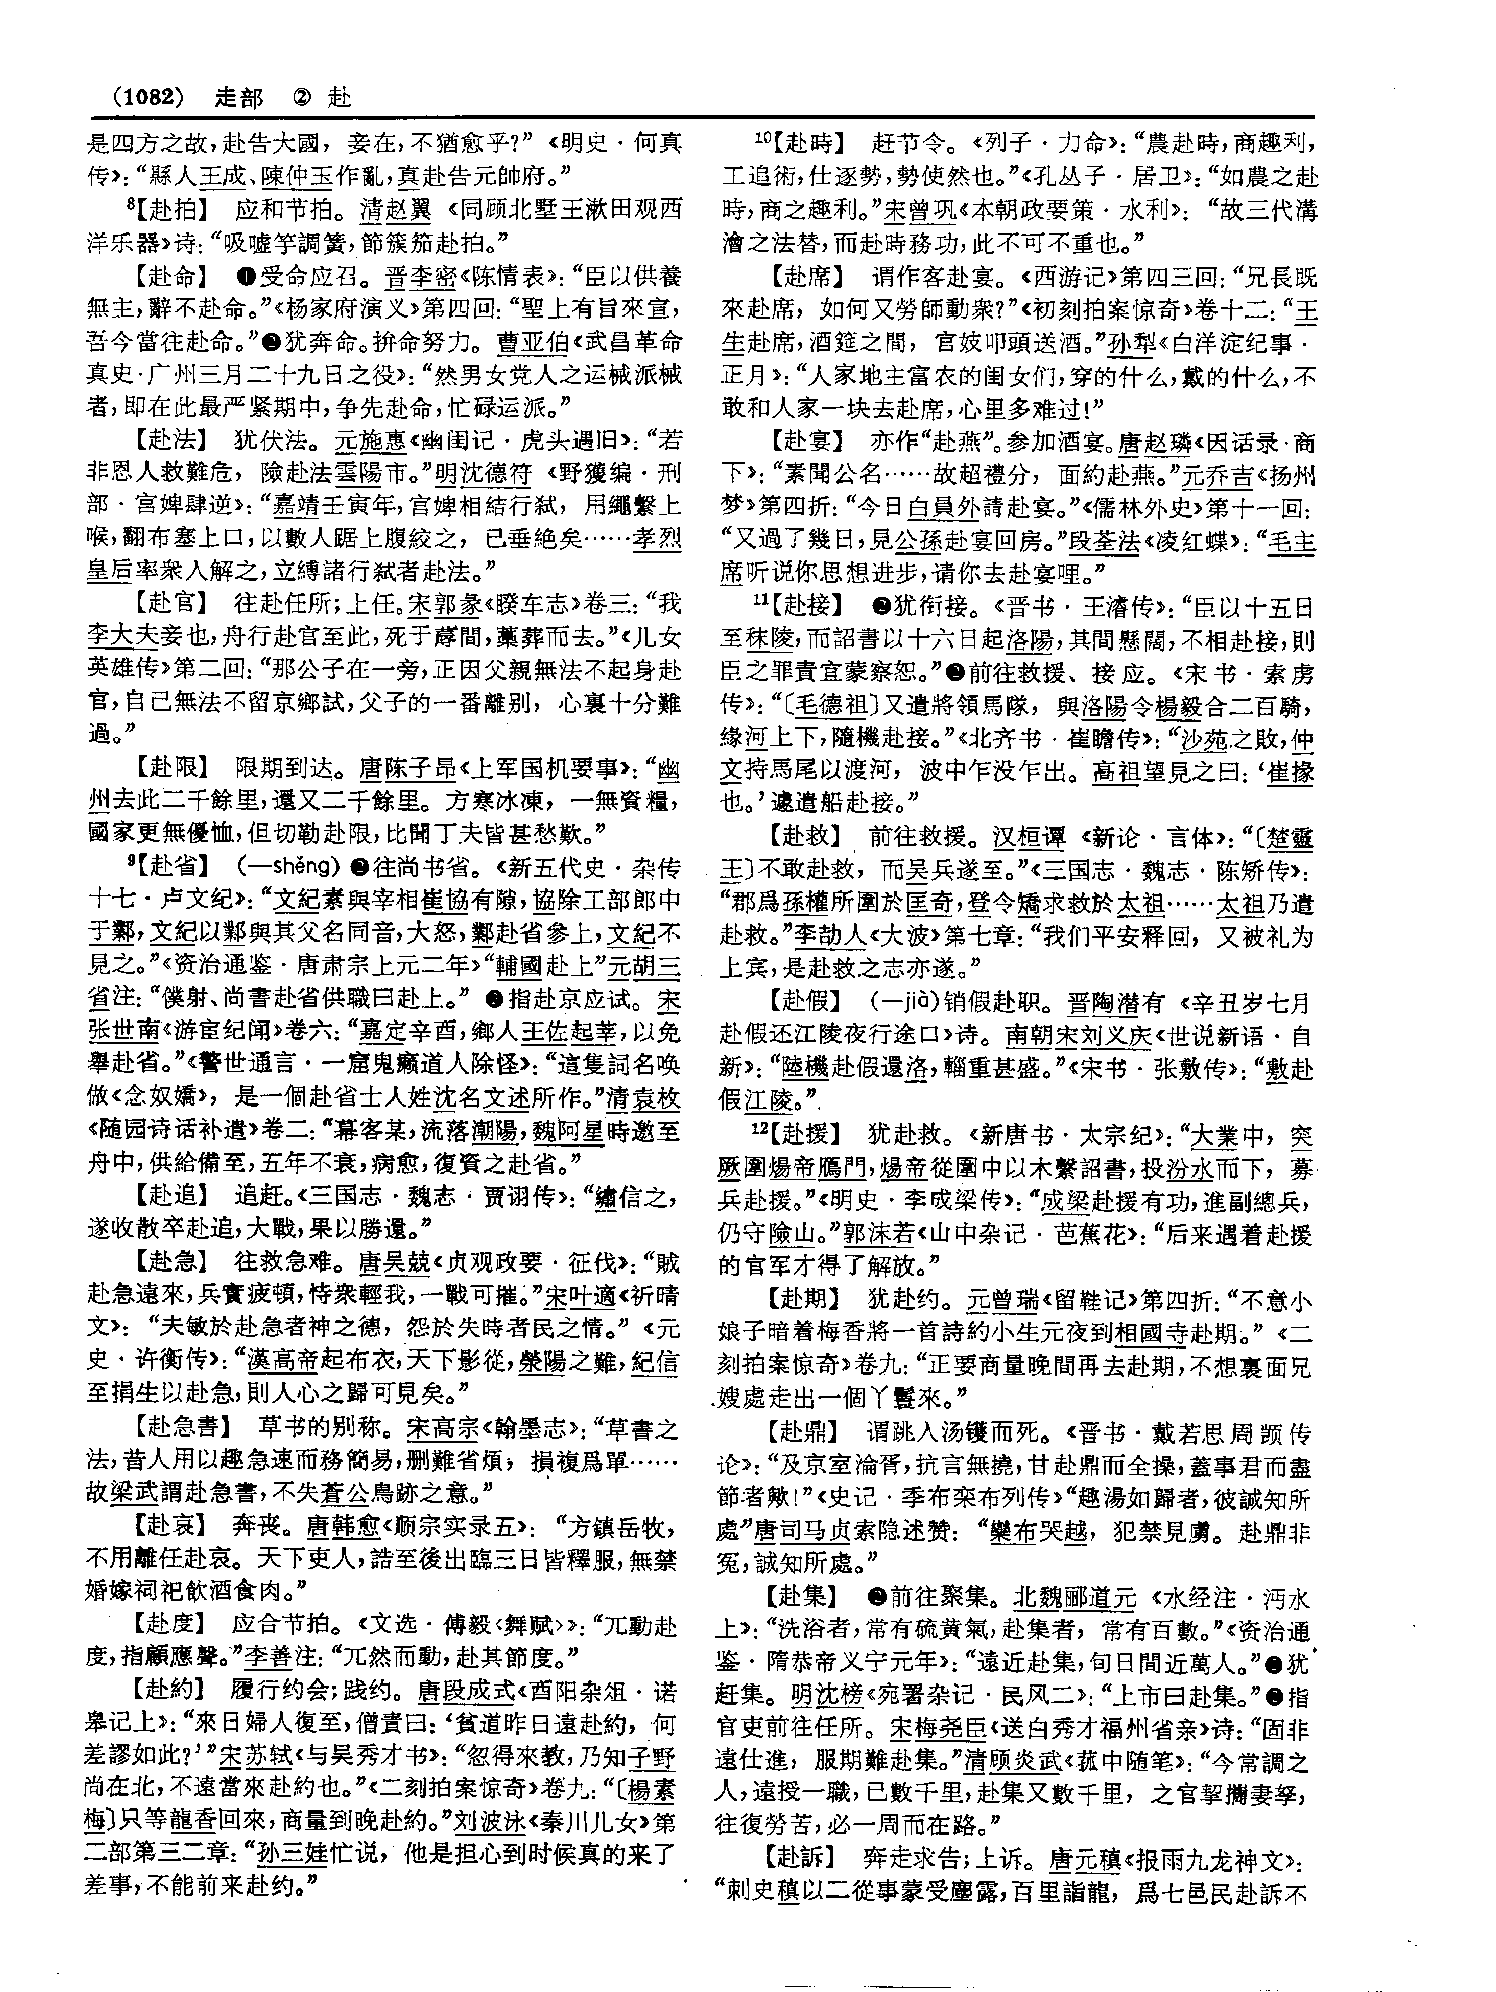 （1082） 走部 ② 赴
是四方之故，赴告大國，妾在，不猶愈乎？”《明史·何真
传》：“縣人王成、陳仲玉作亂，真赴告元帥府。”
⁸【赴拍】 应和节拍。清赵翼《同顾北墅王漱田观西
洋乐器》诗：“吸噓竽調簧，節簇笳赴拍。”
【赴命】 ❶受命应召。晋李密《陈情表》：“臣以供養
無主，辭不赴命。”《杨家府演义》第四回：“聖上有旨來宣，
吾今當往赴命。”❷犹奔命。拚命努力。曹亚伯《武昌革命
真史·广州三月二十九日之役》：“然男女党人之运械派械
者，即在此最严紧期中，争先赴命，忙碌运派。”
【赴法】 犹伏法。元施惠《幽闺记·虎头遇旧》：“若
非恩人救難危，險赴法雲陽市。”明沈德符《野獲编·刑
部·宫婢肆逆》：“嘉靖壬寅年，宫婢相結行弑，用繩繫上
喉，翻布塞上口，以數人踞上腹絞之，已垂絶矣……孝烈
皇后率衆入解之，立縛諸行弑者赴法。”
【赴官】 往赴任所；上任。宋郭彖《睽车志》卷三：“我
李大夫妾也，舟行赴官至此，死于蓐間，藁葬而去。”《儿女
英雄传》第二回：“那公子在一旁，正因父親無法不起身赴
官，自己無法不留京鄉試，父子的一番離别，心裏十分難
過。”
【赴限】 限期到达。唐陈子昂《上军国机要事》：“幽
州去此二千餘里，還又二千餘里。方寒冰凍，一無資糧，
國家更無優恤，但切勒赴限，比聞丁夫皆甚愁歎。”
⁹【赴省】 （—shěng）❶往尚书省。《新五代史·杂传
十七·卢文纪》：“文紀素與宰相崔協有隙，協除工部郎中
于鄴，文紀以鄴與其父名同音，大怒，鄴赴省參上，文紀不
見之。”《资治通鉴·唐肃宗上元二年》“輔國赴上”元胡三
省注：“僕射、尚書赴省供職曰赴上。”❷指赴京应试。宋
张世南《游宦纪闻》卷六：“嘉定辛酉，鄉人王佐起莘，以免
舉赴省。”《警世通言·一窟鬼癩道人除怪》：“這隻詞名唤
做《念奴嬌》，是一個赴省士人姓沈名文述所作。”清袁枚
《随园诗话补遗》卷二：“幕客某，流落潮陽，魏阿星時邀至
舟中，供給備至，五年不衰，病愈，復資之赴省。”
【赴追】 追赶。《三国志·魏志·贾诩传》：“繡信之，
遂收散卒赴追，大戰，果以勝還。”
【赴急】 往救急难。唐吴兢《贞观政要·征伐》：“賊
赴急遠來，兵實疲頓，恃衆輕我，一戰可摧。”宋叶適《祈晴
文》：“夫敏於赴急者神之德，怨於失時者民之情。”《元
史·许衡传》：“漢高帝起布衣，天下影從，滎陽之難，紀信
至捐生以赴急，則人心之歸可見矣。”
【赴急書】 草书的别称。宋高宗《翰墨志》：“草書之
法，昔人用以趣急速而務簡易，删難省煩，損複爲單……
故梁武謂赴急書，不失蒼公鳥跡之意。”
【赴哀】 奔丧。唐韩愈《顺宗实录五》：“方鎮岳牧，
不用離任赴哀。天下吏人，誥至後出臨三日皆釋服，無禁
婚嫁祠祀飲酒食肉。”
【赴度】 应合节拍。《文选·傅毅〈舞赋〉》：“兀動赴
度，指顧應聲。”李善注：“兀然而動，赴其節度。”
【赴約】 履行约会；践约。唐段成式《酉阳杂俎·诺
皋记上》：“來日婦人復至，僧責曰：‘貧道昨日遠赴約，何
差謬如此？’”宋苏轼《与吴秀才书》：“忽得來教，乃知子野
尚在北，不遠當來赴約也。”《二刻拍案惊奇》卷九：“〔楊素
梅〕只等龍香回來，商量到晚赴約。”刘波泳《秦川儿女》第
二部第三二章：“孙三娃忙说，他是担心到时候真的来了
差事，不能前来赴约。”
¹⁰【赴時】 赶节令。《列子·力命》：“農赴時，商趣利，
工追術，仕逐勢，勢使然也。”《孔丛子·居卫》：“如農之赴
時，商之趣利。”宋曾巩《本朝政要策·水利》：“故三代溝
澮之法替，而赴時務功，此不可不重也。”
【赴席】 谓作客赴宴。《西游记》第四三回：“兄長既
來赴席，如何又勞師動衆？”《初刻拍案惊奇》卷十二：“王
生赴席，酒筵之間，官妓叩頭送酒。”孙犁《白洋淀纪事·
正月》：“人家地主富农的闺女们，穿的什么，戴的什么，不
敢和人家一块去赴席，心里多难过！”
【赴宴】 亦作“赴燕”。参加酒宴。唐赵璘《因话录·商
下》：“素聞公名……故超禮分，面約赴燕。”元乔吉《扬州
梦》第四折：“今日白員外請赴宴。”《儒林外史》第十一回：
“又過了幾日，見公孫赴宴回房。”段荃法《凌红蝶》：“毛主
席听说你思想进步，请你去赴宴哩。”
¹¹【赴接】 ❶犹衔接。《晋书·王濬传》：“臣以十五日
至秣陵，而詔書以十六日起洛陽，其間懸闊，不相赴接，則
臣之罪責宜蒙察恕。”❷前往救援、接应。《宋书·索虏
传》：“〔毛德祖〕又遣將領馬隊，與洛陽令楊毅合二百騎，
緣河上下，隨機赴接。”《北齐书·崔瞻传》：“沙苑之敗，仲
文持馬尾以渡河，波中乍没乍出。高祖望見之曰：‘崔掾
也。’遽遣船赴接。”
【赴救】 前往救援。汉桓谭《新论·言体》：“〔楚靈
王〕不敢赴救，而吴兵遂至。”《三国志·魏志·陈矫传》：
“郡爲孫權所圍於匡奇，登令矯求救於太祖……太祖乃遣
赴救。”李劼人《大波》第七章：“我们平安释回，又被礼为
上宾，是赴救之志亦遂。”
【赴假】 （—jià）销假赴职。晋陶潜有《辛丑岁七月
赴假还江陵夜行途口》诗。南朝宋刘义庆《世说新语·自
新》：“陸機赴假還洛，輜重甚盛。”《宋书·张敷传》：“敷赴
假江陵。”
¹²【赴援】 犹赴救。《新唐书·太宗纪》：“大業中，突
厥圍煬帝鴈門，煬帝從圍中以木繫詔書，投汾水而下，募
兵赴援。”《明史·李成梁传》：“成梁赴援有功，進副總兵，
仍守險山。”郭沫若《山中杂记·芭蕉花》：“后来遇着赴援
的官军才得了解放。”
【赴期】 犹赴约。元曾瑞《留鞋记》第四折：“不意小
娘子暗着梅香將一首詩約小生元夜到相國寺赴期。”《二
刻拍案惊奇》卷九：“正要商量晚間再去赴期，不想裏面兄
嫂處走出一個丫鬟來。”
【赴鼎】 谓跳入汤镬而死。《晋书·戴若思周顗传
论》：“及京室淪胥，抗言無撓，甘赴鼎而全操，蓋事君而盡
節者歟！”《史记·季布栾布列传》“趣湯如歸者，彼誠知所
處”唐司马贞索隐述赞：“欒布哭越，犯禁見虜。赴鼎非
冤，誠知所處。”
【赴集】 ❶前往聚集。北魏郦道元《水经注·沔水
上》：“洗浴者，常有硫黄氣，赴集者，常有百數。”《资治通
鉴·隋恭帝义宁元年》：“遠近赴集，旬日間近萬人。”❷犹
赶集。明沈榜《宛署杂记·民风二》：“上市曰赴集。”❸指
官吏前往任所。宋梅尧臣《送白秀才福州省亲》诗：“固非
遠仕進，服期難赴集。”清顾炎武《菰中随笔》：“今常調之
人，遠授一職，已數千里，赴集又數千里，之官挈攜妻孥，
往復勞苦，必一周而在路。”
【赴訴】 奔走求告；上诉。唐元稹《报雨九龙神文》：
“刺史稹以二從事蒙受塵露，百里詣龍，爲七邑民赴訴不